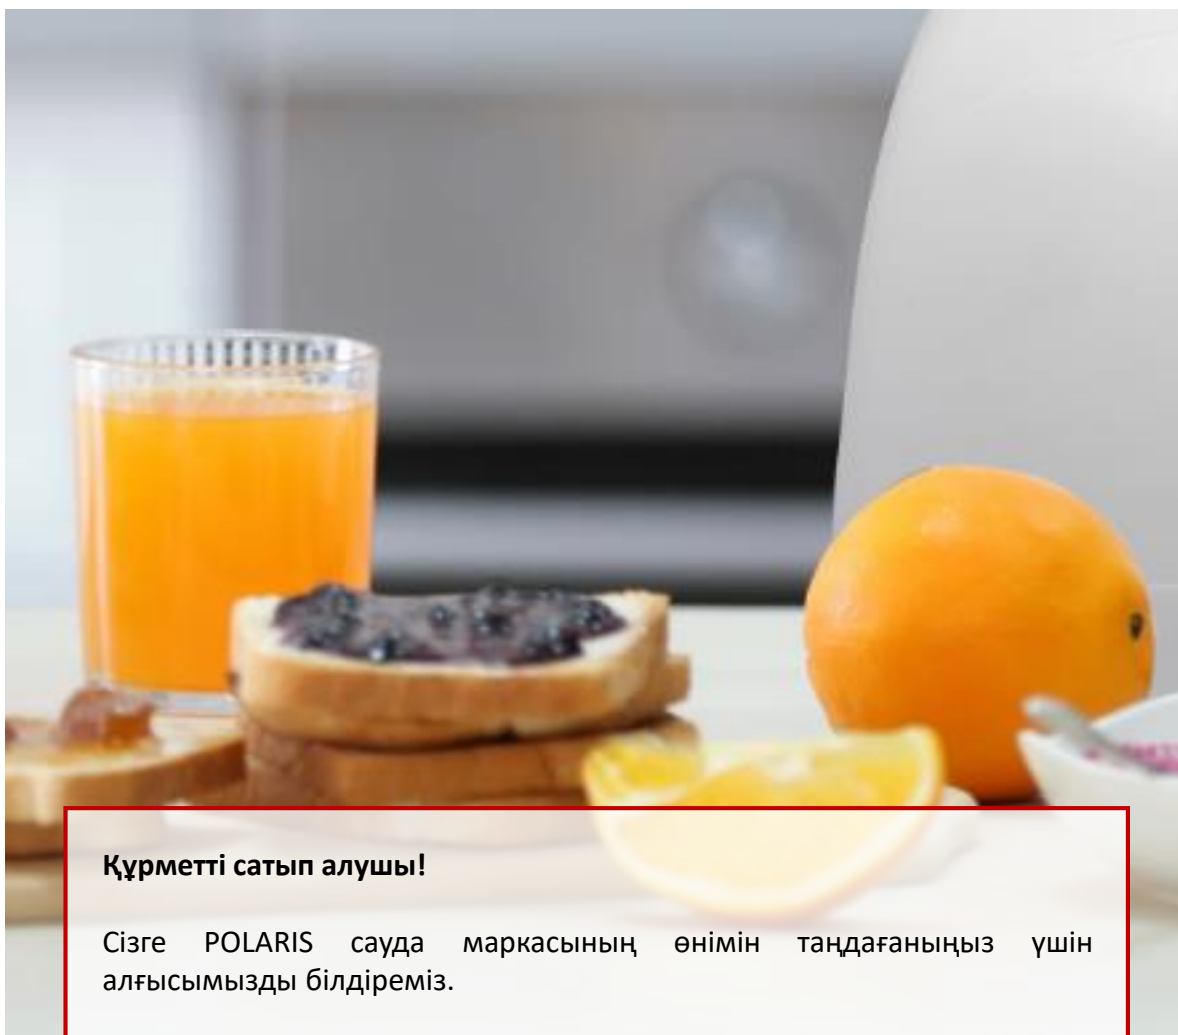 Құрметті сатып алушы!
Сізге POLARIS сауда маркасының өнімін таңдағаныңыз үшін
алғысымызды білдіреміз.